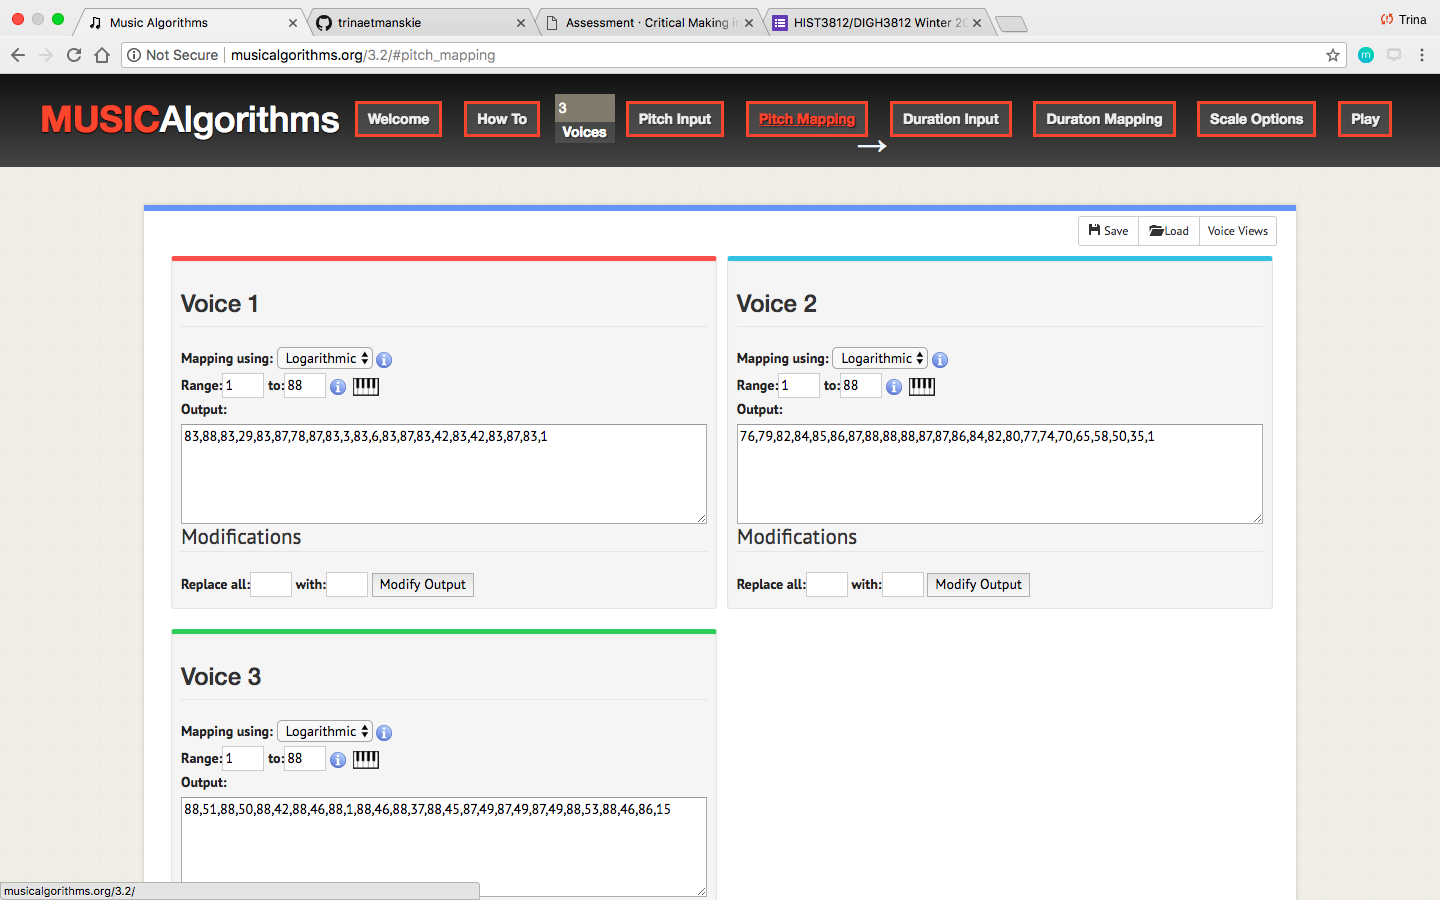 Music Algorithms
trinaetmanskie
Assessment · Critical Making in
HIST3812/DIGH3812 Winter 20
Trina
Not Secure
musicalgorithms.org/3.2/#pitch_mapping
m
MUSICAlgorithms
Welcome
How To
3
Voices
Pitch Input
Pitch Mapping
→
Duration Input
Duraton Mapping
Scale Options
Play
Save
Load
Voice Views
Voice 1
Mapping using: Logarithmic
Range: 1 to: 88
Output:
83,88,83,29,83,87,78,87,83,3,83,6,83,87,83,42,83,42,83,87,83,1
Modifications
Replace all: with: Modify Output
Voice 2
Mapping using: Logarithmic
Range: 1 to: 88
Output:
76,79,82,84,85,86,87,88,88,88,87,87,86,84,82,80,77,74,70,65,58,50,35,1
Modifications
Replace all: with: Modify Output
Voice 3
Mapping using: Logarithmic
Range: 1 to: 88
Output:
88,51,88,50,88,42,88,46,88,1,88,46,88,37,88,45,87,49,87,49,87,49,88,53,88,46,86,15
musicalgorithms.org/3.2/